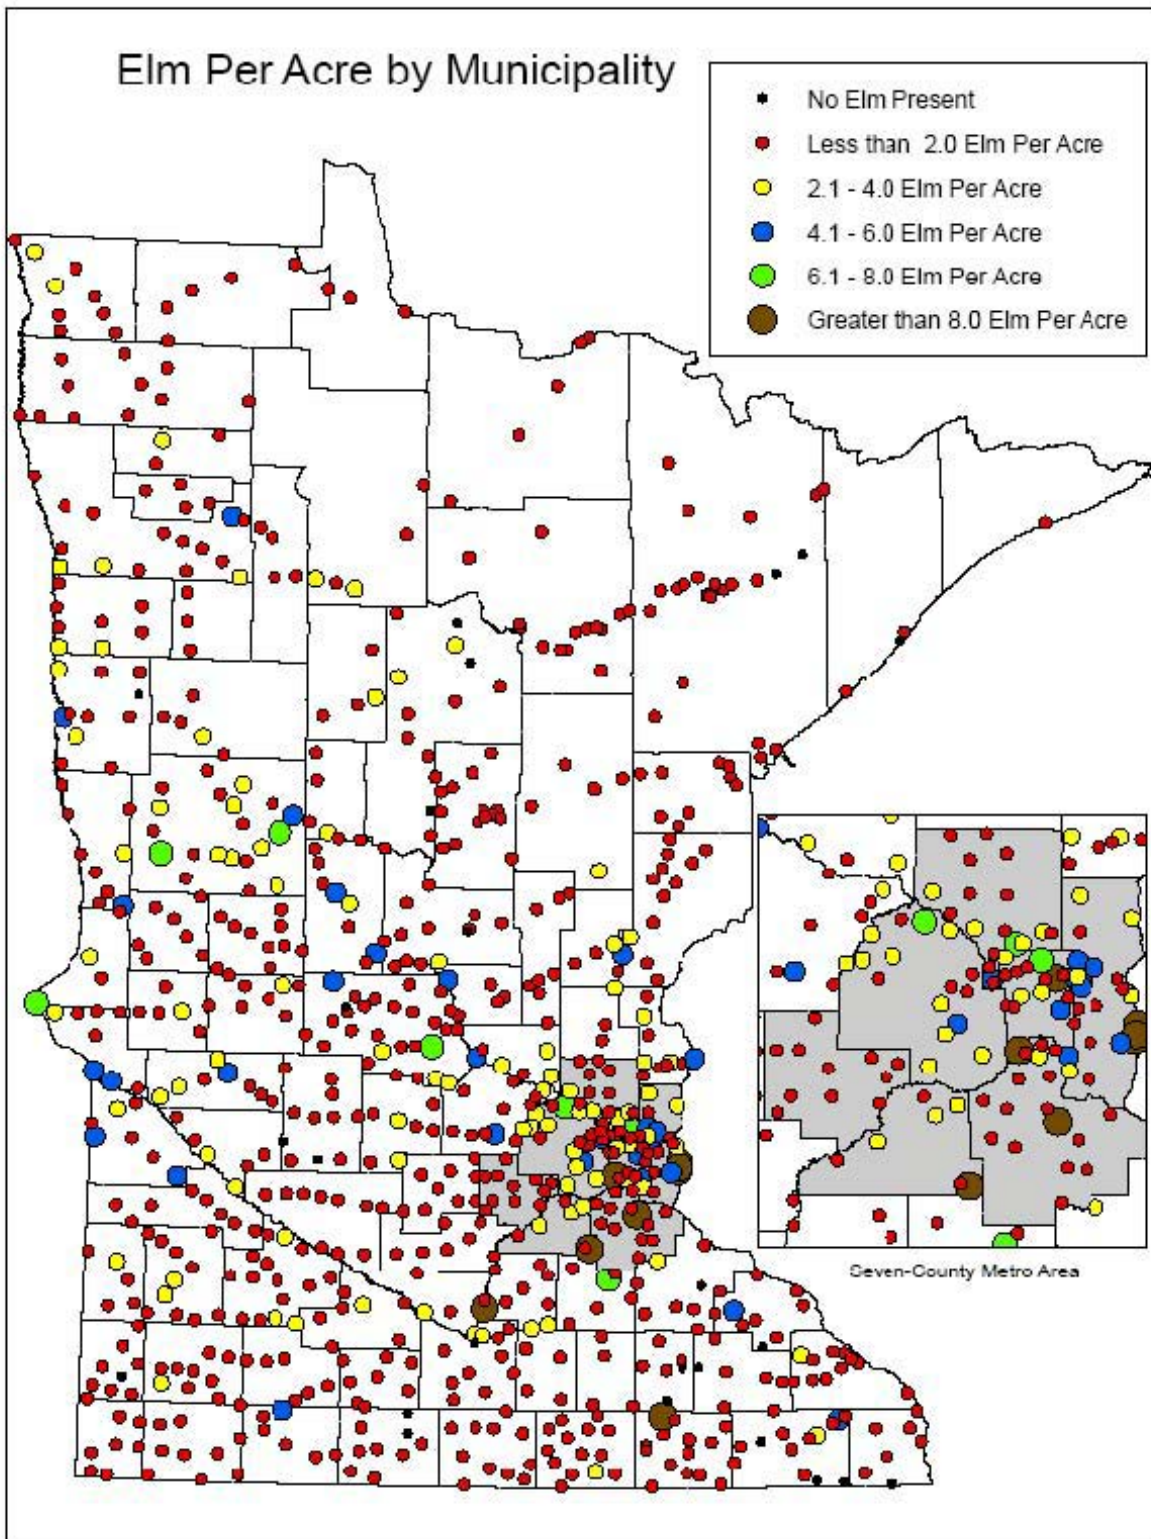 Elm Per Acre by Municipality
No Elm Present
Less than 2.0 Elm Per Acre
2.1 - 4.0 Elm Per Acre
4.1 - 6.0 Elm Per Acre
6.1 - 8.0 Elm Per Acre
Greater than 8.0 Elm Per Acre
Seven-County Metro Area